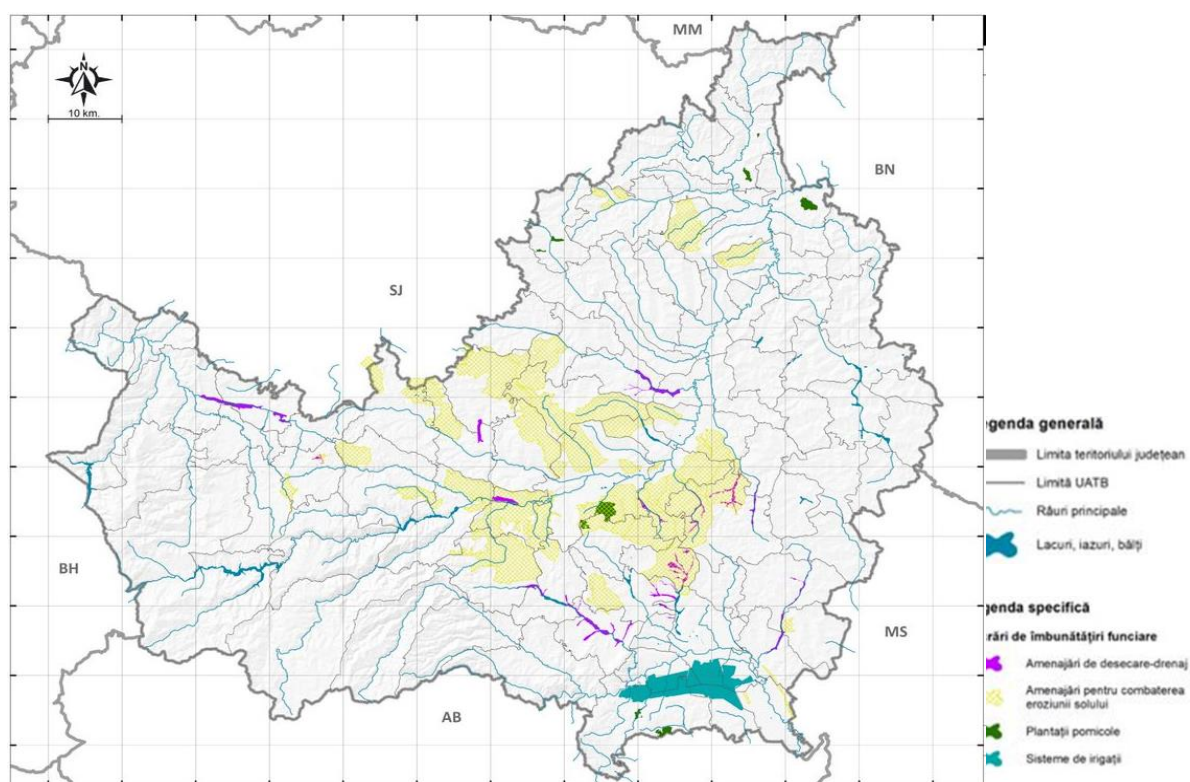 MM
N
10 km.
BN
SJ
BH
MS
AB
genda generală
Limita teritoriului județean
Limită UATB
Râuri principale
Lacuri, iazuri, bălți
genda specifică
rări de îmbunătățiri funciare
Amenajări de desecare-drenaj
Amenajări pentru combaterea
eroziunii solului
Plantații pomicole
Sisteme de irigații